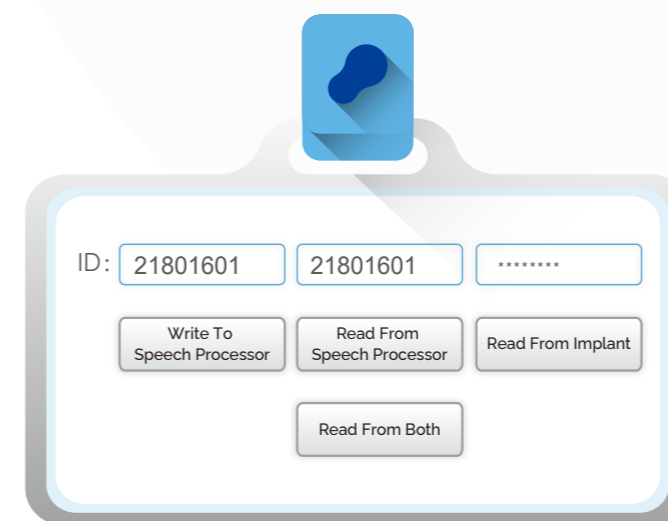 ID: 21801601 21801601 ********
Write To
Speech Processor
Read From
Speech Processor
Read From Implant
Read From Both